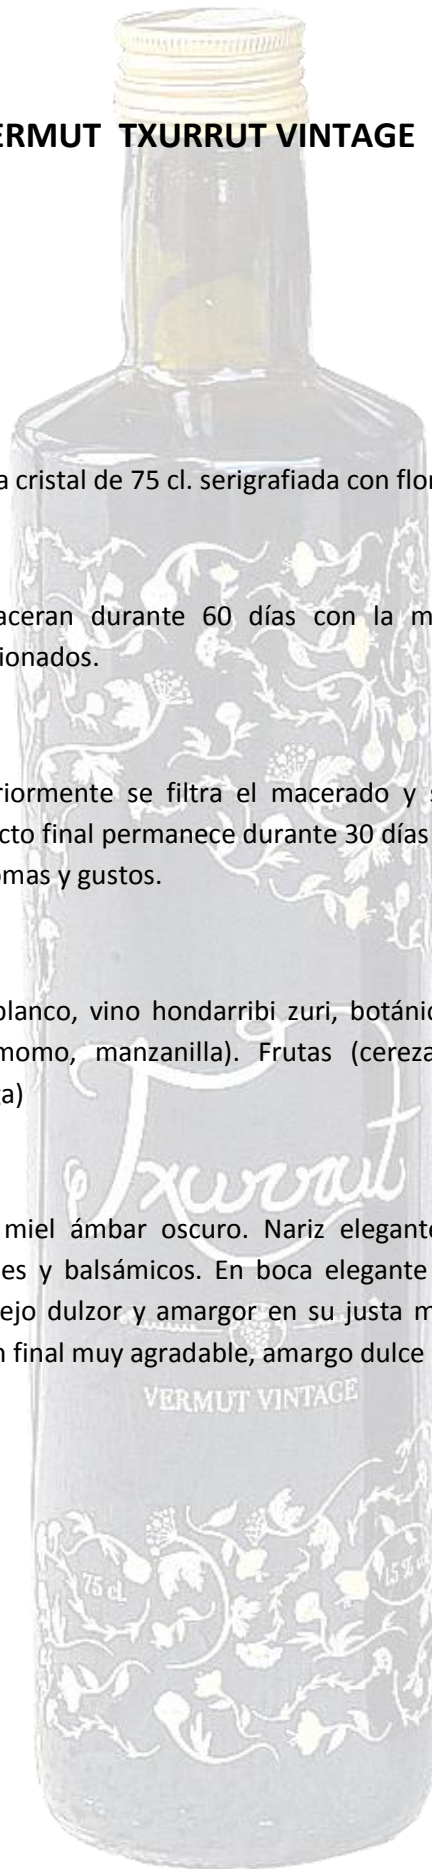 ERMUT TXURRUT VINTAGE
a cristal de 75 cl. serigrafiada con flor
aceran durante 60 días con la m
ionados.
riormente se filtra el macerado y s
cto final permanece durante 30 días
omas y gustos.
blanco, vino hondarribi zuri, botánic
momo, manzanilla). Frutas (cereza
ga)
Txurrut
miel ámbar oscuro. Nariz elegante
es y balsámicos. En boca elegante
ejo dulzor y amargor en su justa m
n final muy agradable, amargo dulce
VERMUT VINTAGE
75 cl.
15 %